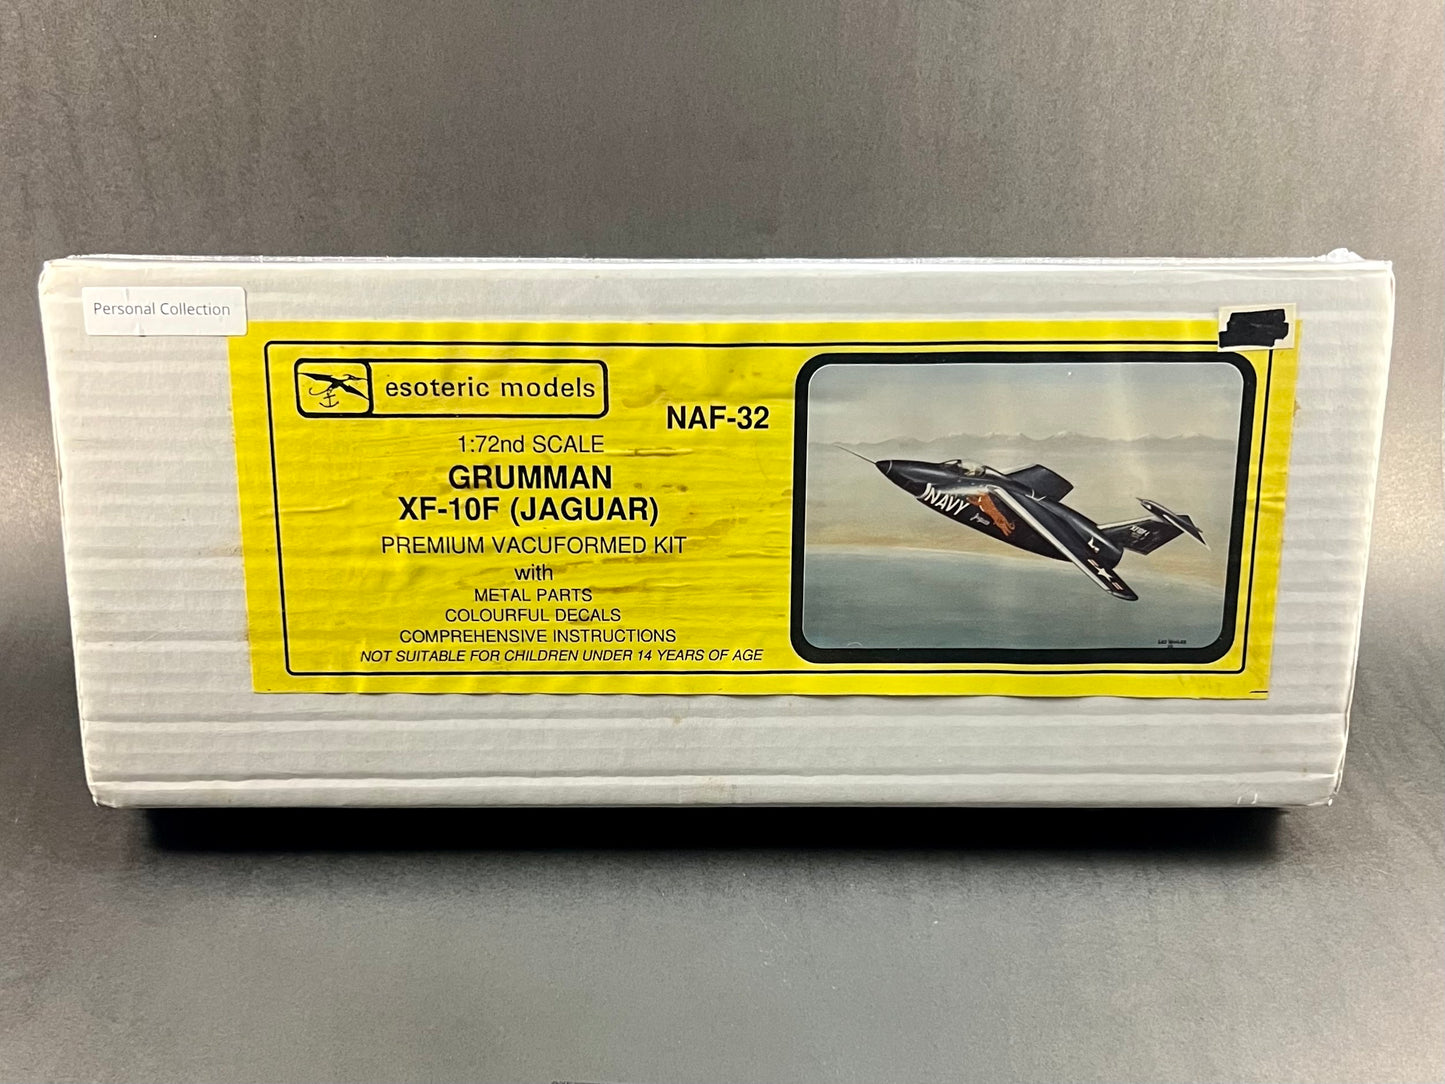 Personal Collection
esoteric models
NAF-32
1:72nd SCALE
GRUMMAN
XF-10F (JAGUAR)
PREMIUM VACUFORMED KIT
with
METAL PARTS
COLOURFUL DECALS
COMPREHENSIVE INSTRUCTIONS
NOT SUITABLE FOR CHILDREN UNDER 14 YEARS OF AGE
NAVY